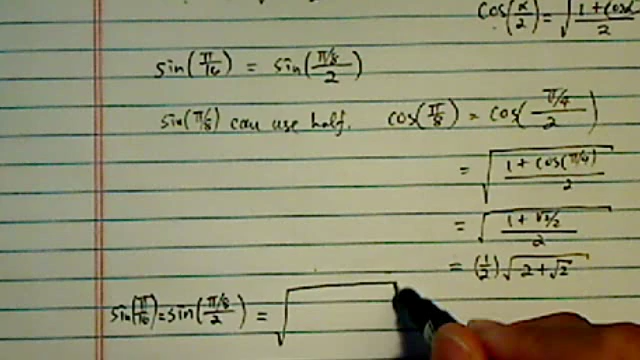 cos(α/2) = √((1 + cosα)/2)
sin(π/16) = sin((π/8)/2)
sin(π/8) can use half. cos(π/8) = cos((π/4)/2)
= √((1 + cos(π/4))/2)
= √((1 + √2/2)/2)
= (1/2)√(2 + √2)
sin(π/16) = sin((π/8)/2) = √